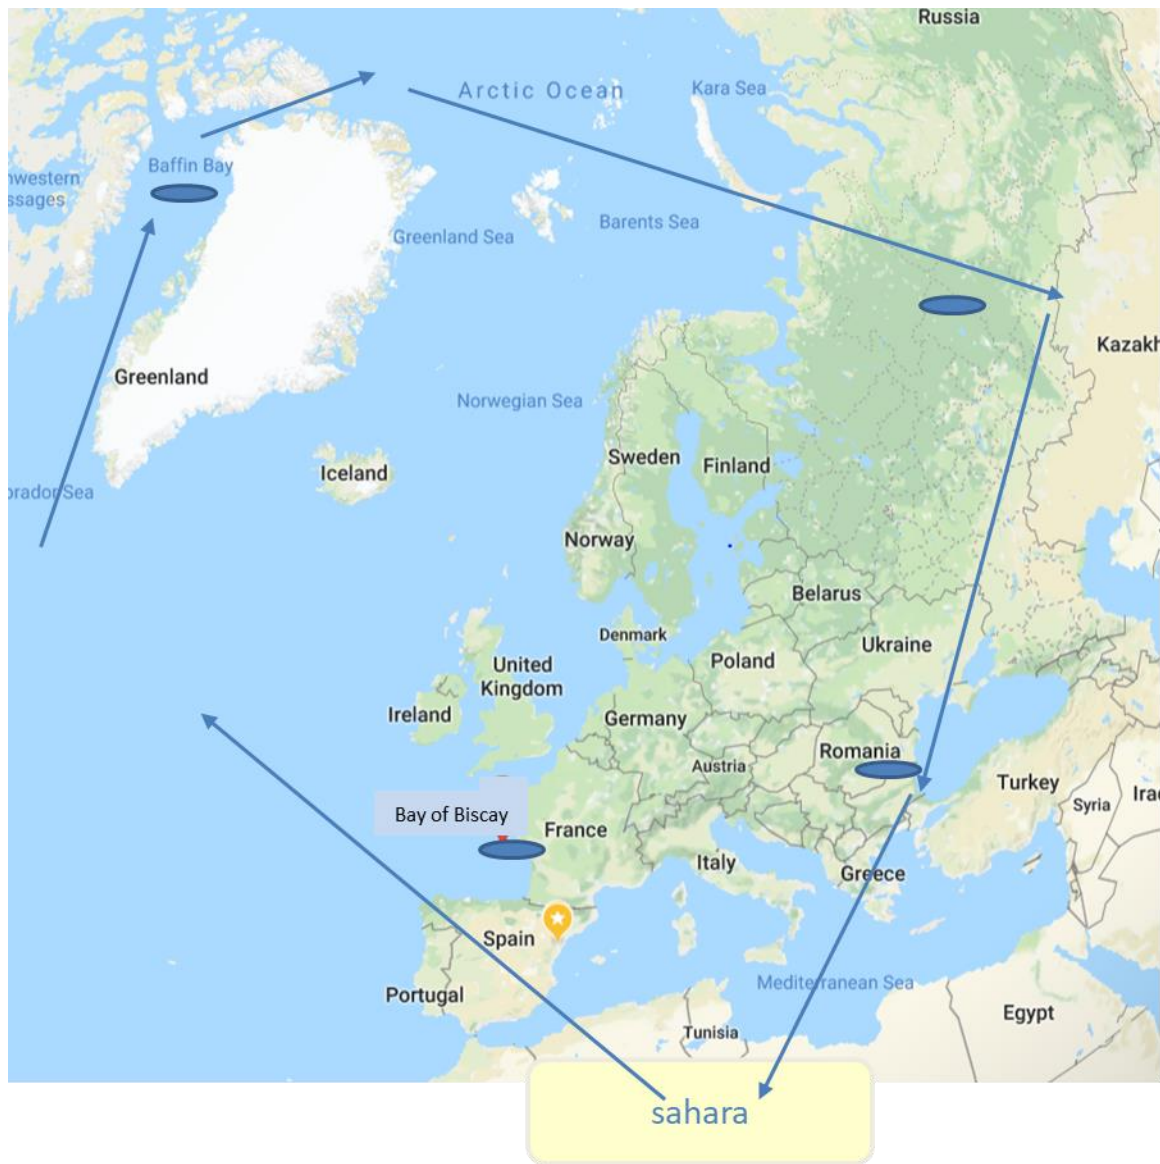 Russia
Arctic Ocean
Kara Sea
Baffin Bay
nwestern
ssages
Barents Sea
Greenland Sea
Kazakh
Greenland
Norwegian Sea
Sweden
Finland
Iceland
brador Sea
Norway
Belarus
Denmark
Ukraine
United
Kingdom
Poland
Ireland
Germany
Romania
Austria
Turkey
Syria
Ira
Bay of Biscay
France
Italy
Greece
Spain
Mediterranean Sea
Portugal
Egypt
Tunisia
sahara